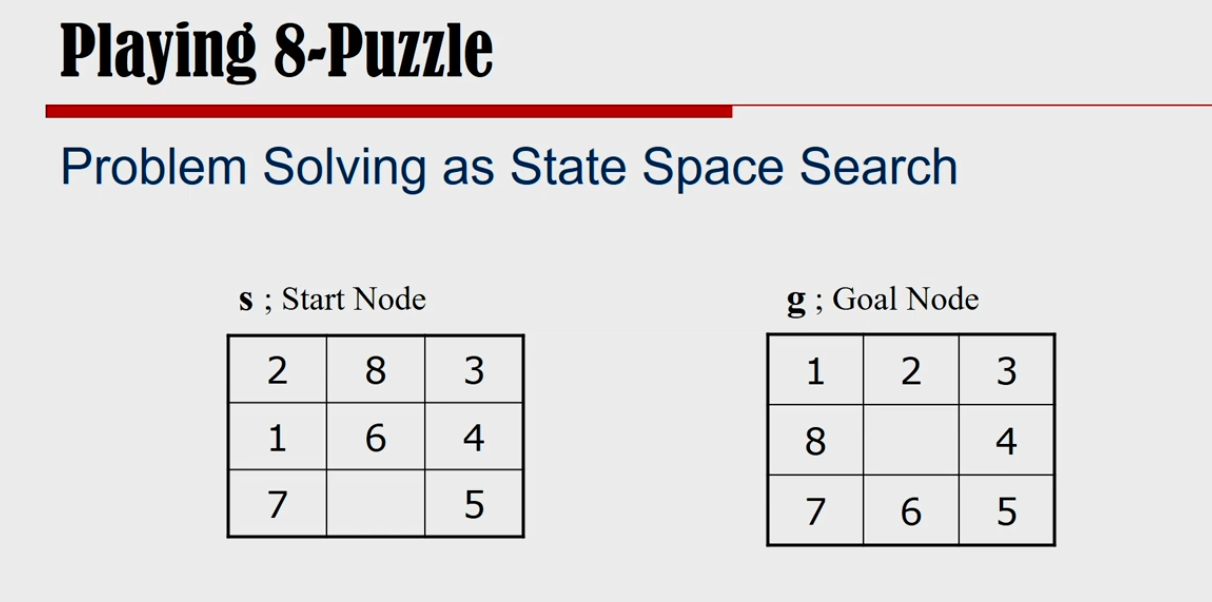 Playing 8-Puzzle
Problem Solving as State Space Search
s ; Start Node
2 8 3
1 6 4
7 5
g ; Goal Node
1 2 3
8 4
7 6 5